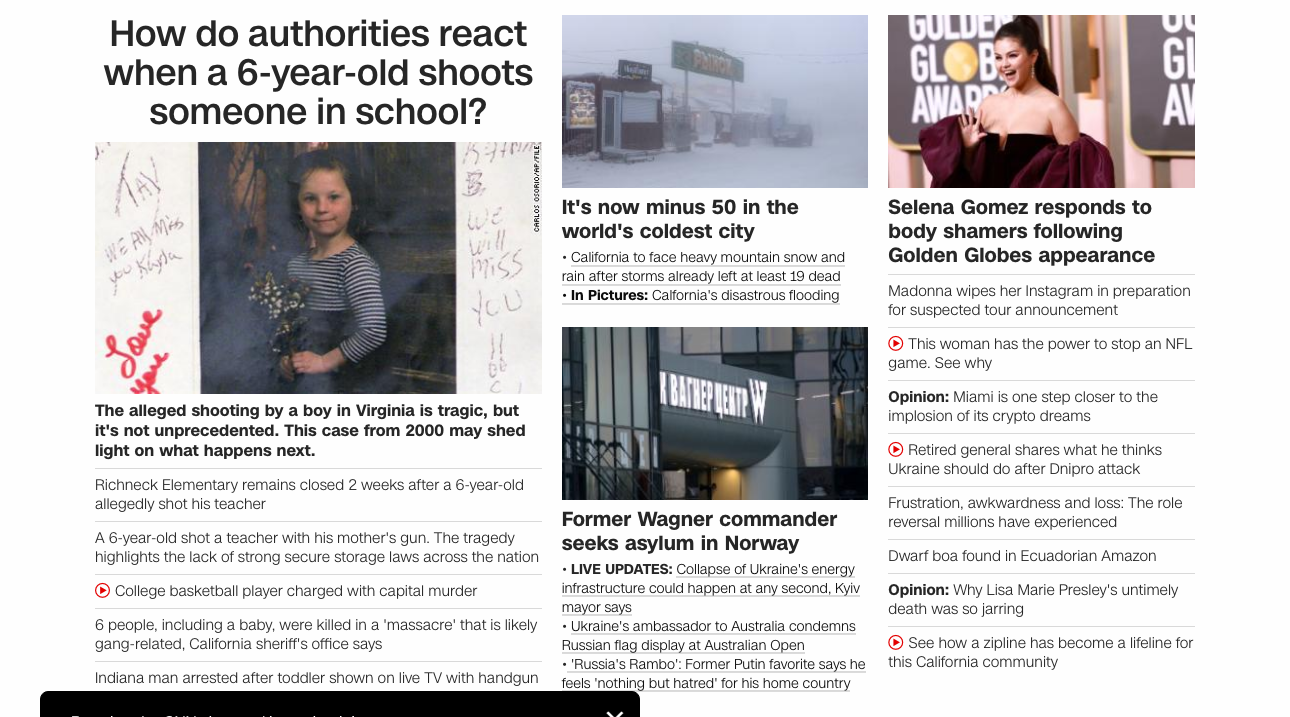 How do authorities react
when a 6-year-old shoots
someone in school?
CARLOS OSORIO/AP/FILE
WE All Miss
you Kayla
Love
WE
will
MISS
YOU
The alleged shooting by a boy in Virginia is tragic, but
it's not unprecedented. This case from 2000 may shed
light on what happens next.
Richneck Elementary remains closed 2 weeks after a 6-year-old
allegedly shot his teacher
A 6-year-old shot a teacher with his mother's gun. The tragedy
highlights the lack of strong secure storage laws across the nation
College basketball player charged with capital murder
6 people, including a baby, were killed in a 'massacre' that is likely
gang-related, California sheriff's office says
Indiana man arrested after toddler shown on live TV with handgun
It's now minus 50 in the
world's coldest city
• California to face heavy mountain snow and
rain after storms already left at least 19 dead
• In Pictures: Calfornia's disastrous flooding
К ВАГНЕР ЦЕНТР W
Former Wagner commander
seeks asylum in Norway
• LIVE UPDATES: Collapse of Ukraine's energy
infrastructure could happen at any second, Kyiv
mayor says
• Ukraine's ambassador to Australia condemns
Russian flag display at Australian Open
• 'Russia's Rambo': Former Putin favorite says he
feels 'nothing but hatred' for his home country
GOLDEN
GLOB
AWARD
Selena Gomez responds to
body shamers following
Golden Globes appearance
Madonna wipes her Instagram in preparation
for suspected tour announcement
This woman has the power to stop an NFL
game. See why
Opinion: Miami is one step closer to the
implosion of its crypto dreams
Retired general shares what he thinks
Ukraine should do after Dnipro attack
Frustration, awkwardness and loss: The role
reversal millions have experienced
Dwarf boa found in Ecuadorian Amazon
Opinion: Why Lisa Marie Presley's untimely
death was so jarring
See how a zipline has become a lifeline for
this California community